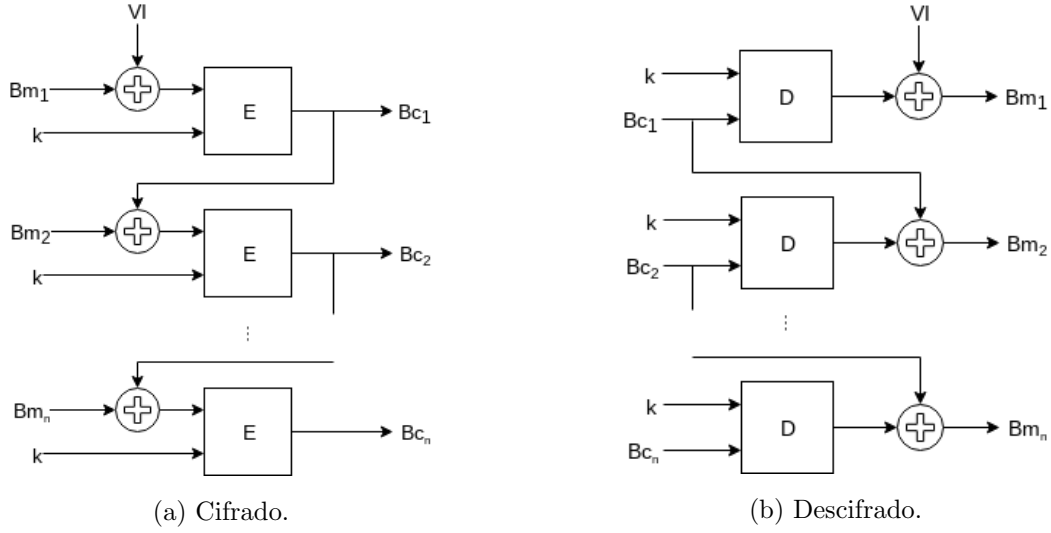 VI
Bm1
E
Bc1
k
Bm2
E
Bc2
k
Bmn
E
Bcn
k
(a) Cifrado.
VI
k
D
Bm1
Bc1
k
D
Bm2
Bc2
k
D
Bmn
Bcn
(b) Descifrado.